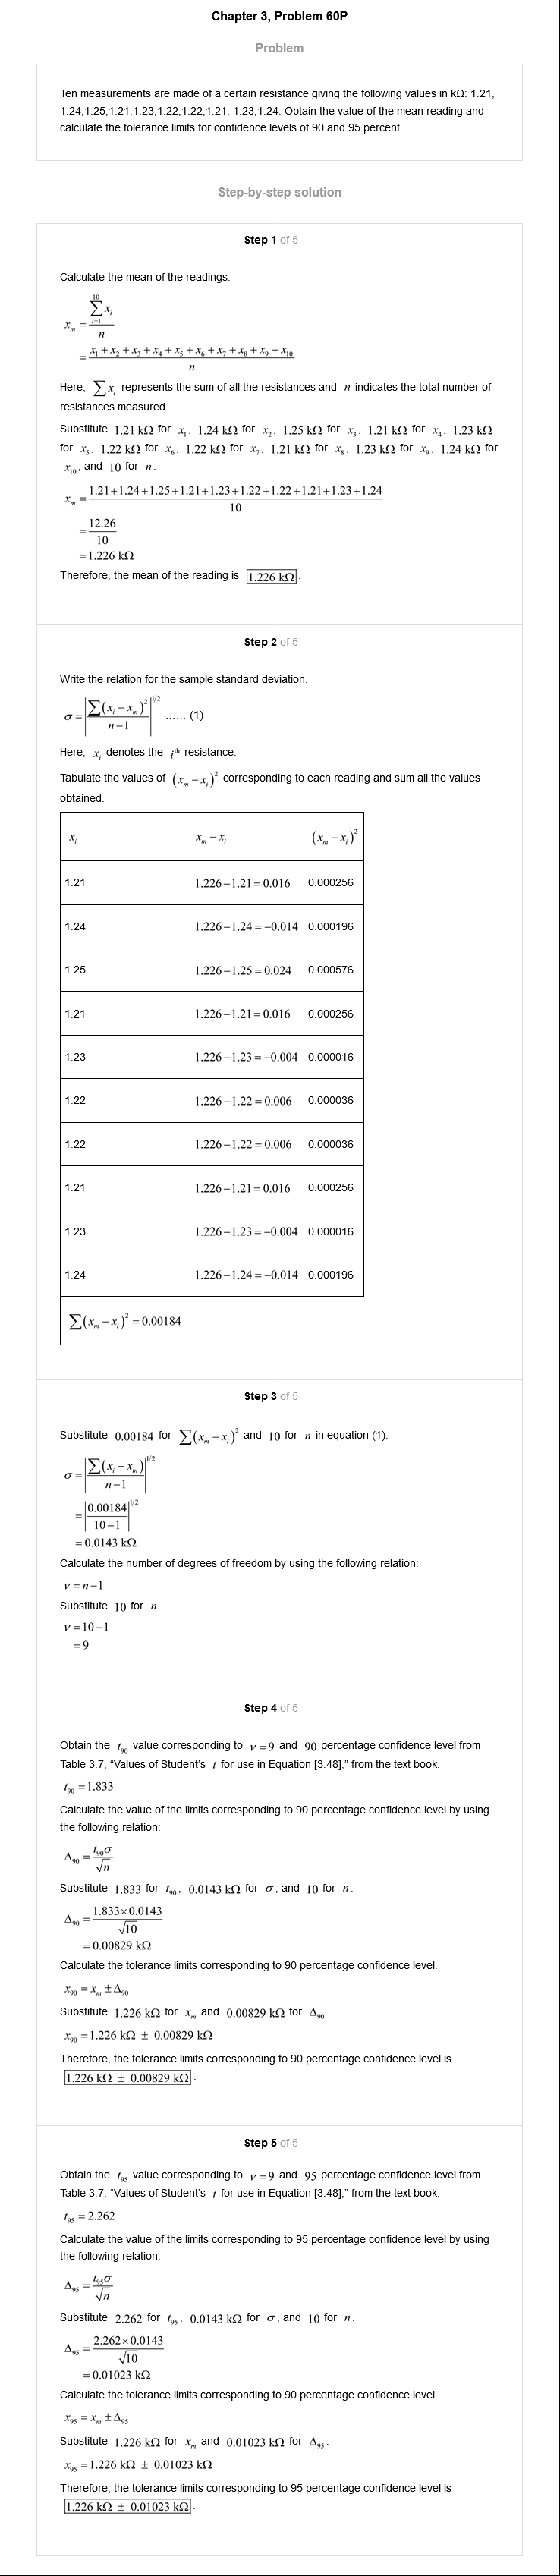 Chapter 3, Problem 60P
Problem
Ten measurements are made of a certain resistance giving the following values in kΩ: 1.21,
1.24,1.25,1.21,1.23,1.22,1.22,1.21, 1.23,1.24. Obtain the value of the mean reading and
calculate the tolerance limits for confidence levels of 90 and 95 percent.
Step-by-step solution
Step 1 of 5
Calculate the mean of the readings.
x_m = \frac{\sum_{i=1}^{10} x_i}{n}
= \frac{x_1 + x_2 + x_3 + x_4 + x_5 + x_6 + x_7 + x_8 + x_9 + x_{10}}{n}
Here, ∑x_i represents the sum of all the resistances and n indicates the total number of
resistances measured.
Substitute 1.21 kΩ for x_1, 1.24 kΩ for x_2, 1.25 kΩ for x_3, 1.21 kΩ for x_4, 1.23 kΩ
for x_5, 1.22 kΩ for x_6, 1.22 kΩ for x_7, 1.21 kΩ for x_8, 1.23 kΩ for x_9, 1.24 kΩ for
x_{10}, and 10 for n.
x_m = \frac{1.21+1.24+1.25+1.21+1.23+1.22+1.22+1.21+1.23+1.24}{10}
= \frac{12.26}{10}
= 1.226 kΩ
Therefore, the mean of the reading is 1.226 kΩ.
Step 2 of 5
Write the relation for the sample standard deviation.
σ = \left|\frac{\sum (x_i - x_m)^2}{n-1}\right|^{1/2} …… (1)
Here, x_i denotes the i^{th} resistance.
Tabulate the values of (x_m - x_i)^2 corresponding to each reading and sum all the values
obtained.
x_i x_m - x_i (x_m - x_i)^2
1.21 1.226-1.21 = 0.016 0.000256
1.24 1.226-1.24 = -0.014 0.000196
1.25 1.226-1.25 = 0.024 0.000576
1.21 1.226-1.21 = 0.016 0.000256
1.23 1.226-1.23 = -0.004 0.000016
1.22 1.226-1.22 = 0.006 0.000036
1.22 1.226-1.22 = 0.006 0.000036
1.21 1.226-1.21 = 0.016 0.000256
1.23 1.226-1.23 = -0.004 0.000016
1.24 1.226-1.24 = -0.014 0.000196
∑(x_m - x_i)^2 = 0.00184
Step 3 of 5
Substitute 0.00184 for ∑(x_m - x_i)^2 and 10 for n in equation (1).
σ = \left|\frac{\sum (x_i - x_m)}{n-1}\right|^{1/2}
= \left|\frac{0.00184}{10-1}\right|^{1/2}
= 0.0143 kΩ
Calculate the number of degrees of freedom by using the following relation:
ν = n-1
Substitute 10 for n.
ν = 10-1
= 9
Step 4 of 5
Obtain the t_{90} value corresponding to ν = 9 and 90 percentage confidence level from
Table 3.7, “Values of Student’s t for use in Equation [3.48],” from the text book.
t_{90} = 1.833
Calculate the value of the limits corresponding to 90 percentage confidence level by using
the following relation:
Δ_{90} = \frac{t_{90}σ}{\sqrt{n}}
Substitute 1.833 for t_{90}, 0.0143 kΩ for σ, and 10 for n.
Δ_{90} = \frac{1.833×0.0143}{\sqrt{10}}
= 0.00829 kΩ
Calculate the tolerance limits corresponding to 90 percentage confidence level.
x_{90} = x_m ± Δ_{90}
Substitute 1.226 kΩ for x_m and 0.00829 kΩ for Δ_{90}.
x_{90} = 1.226 kΩ ± 0.00829 kΩ
Therefore, the tolerance limits corresponding to 90 percentage confidence level is
1.226 kΩ ± 0.00829 kΩ.
Step 5 of 5
Obtain the t_{95} value corresponding to ν = 9 and 95 percentage confidence level from
Table 3.7, “Values of Student’s t for use in Equation [3.48],” from the text book.
t_{95} = 2.262
Calculate the value of the limits corresponding to 95 percentage confidence level by using
the following relation:
Δ_{95} = \frac{t_{95}σ}{\sqrt{n}}
Substitute 2.262 for t_{95}, 0.0143 kΩ for σ, and 10 for n.
Δ_{95} = \frac{2.262×0.0143}{\sqrt{10}}
= 0.01023 kΩ
Calculate the tolerance limits corresponding to 90 percentage confidence level.
x_{95} = x_m ± Δ_{95}
Substitute 1.226 kΩ for x_m and 0.01023 kΩ for Δ_{95}.
x_{95} = 1.226 kΩ ± 0.01023 kΩ
Therefore, the tolerance limits corresponding to 95 percentage confidence level is
1.226 kΩ ± 0.01023 kΩ.